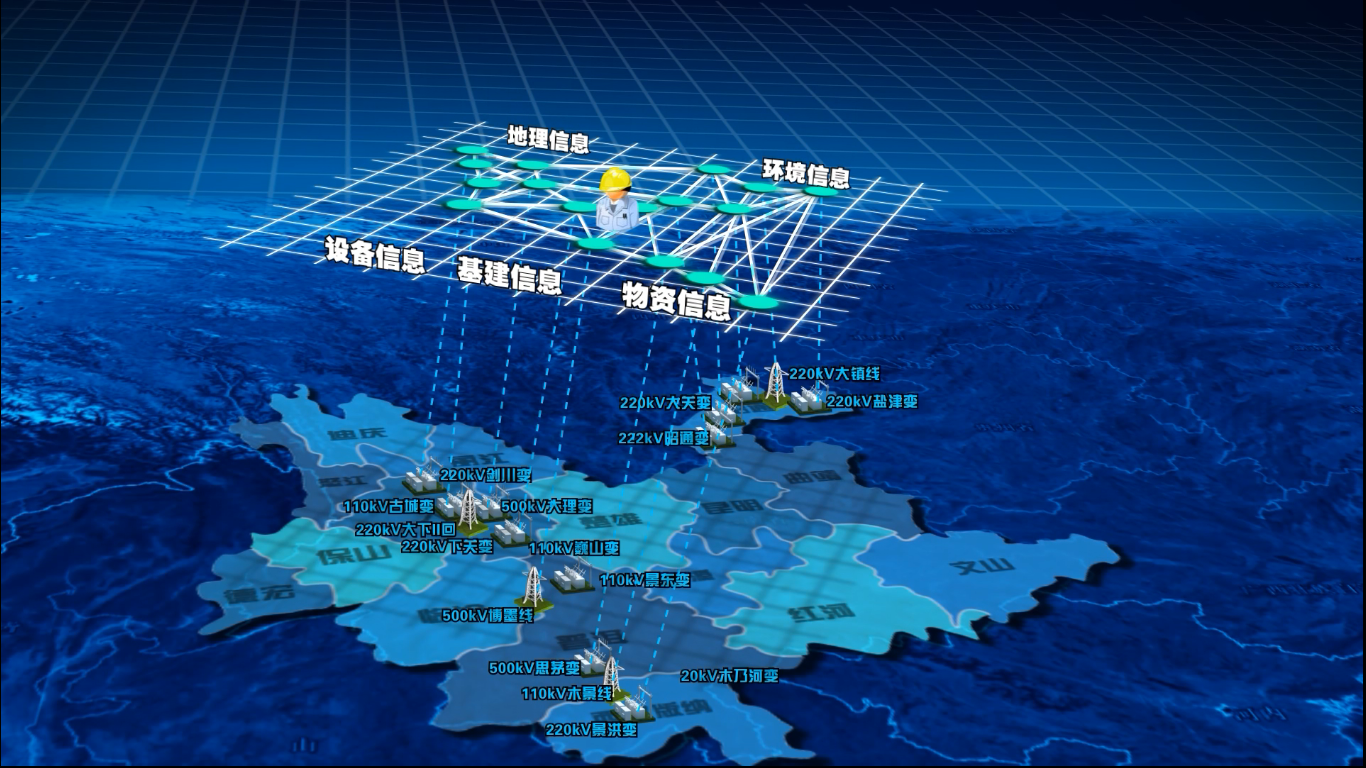 地理信息
环境信息
设备信息
基建信息
物资信息
220kV大镇线
220kV大天变
220kV盐津变
222kV昭通变
迪庆
丽江
怒江
曲靖
220kV剑川变
110kV古城变
500kV大理变
昆明
楚雄
220kV大下II回
220kV下关变
110kV巍山变
保山
文山
110kV景东变
德宏
红河
500kV博墨线
普洱
500kV思茅变
20kV木乃河变
110kV木景线
版纳
220kV景洪变